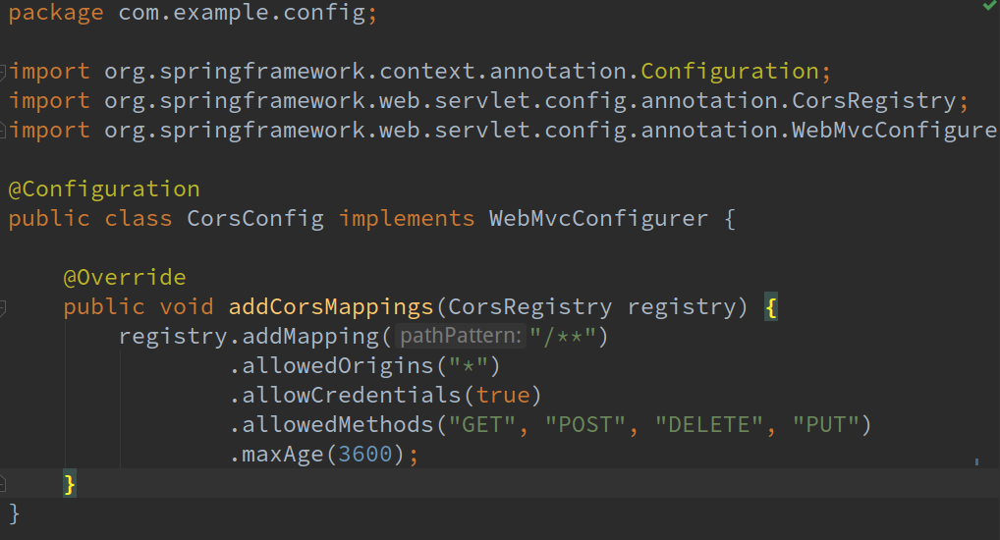 package com.example.config;
import org.springframework.context.annotation.Configuration;
import org.springframework.web.servlet.config.annotation.CorsRegistry;
import org.springframework.web.servlet.config.annotation.WebMvcConfigure
@Configuration
public class CorsConfig implements WebMvcConfigurer {
@Override
public void addCorsMappings(CorsRegistry registry) {
registry.addMapping( pathPattern: "/**")
.allowedOrigins("*")
.allowCredentials(true)
.allowedMethods("GET", "POST", "DELETE", "PUT")
.maxAge(3600);
}
}